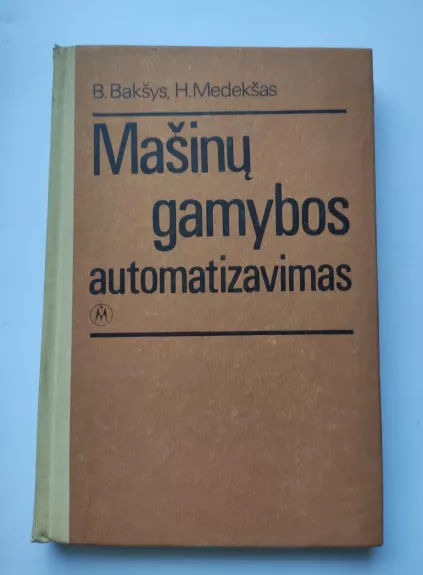 B. Bakšys, H. Medekšas
Mašinų
gamybos
automatizavimas